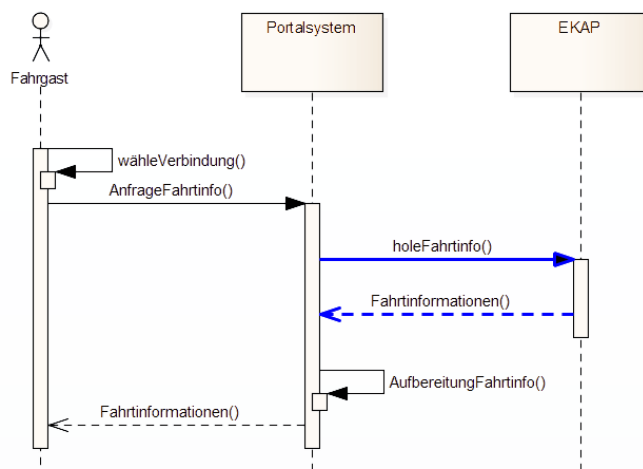 Portalsystem
EKAP
Fahrgast
wähleVerbindung()
AnfrageFahrtinfo()
holeFahrtinfo()
Fahrtinformationen()
AufbereitungFahrtinfo()
Fahrtinformationen()